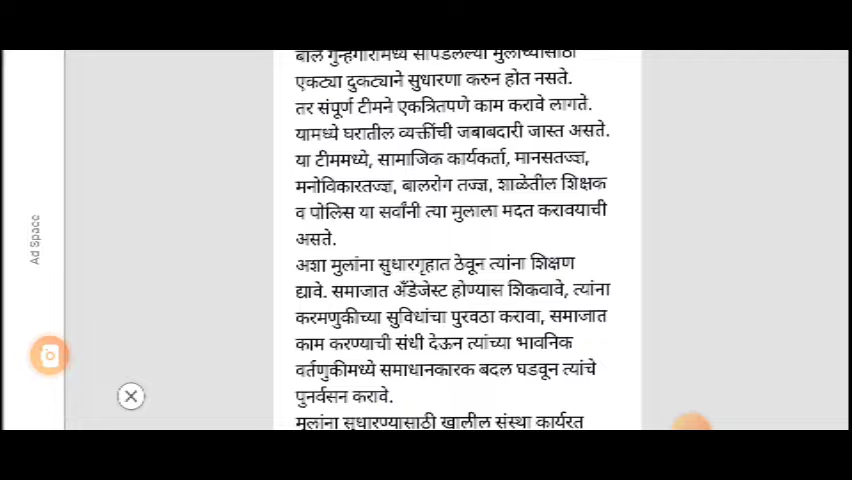 बाल गुन्हेगारीमध्ये सापडलेल्या मुलांच्यासाठी
एकट्या दुकट्याने सुधारणा करुन होत नसते.
तर संपूर्ण टीमने एकत्रितपणे काम करावे लागते.
यामध्ये घरातील व्यक्तींची जबाबदारी जास्त असते.
या टीममध्ये, सामाजिक कार्यकर्ता, मानसतज्ज्ञ,
मनोविकारतज्ज्ञ, बालरोग तज्ज्ञ, शाळेतील शिक्षक
व पोलिस या सर्वांनी त्या मुलाला मदत करावयाची
असते.
अशा मुलांना सुधारगृहात ठेवून त्यांना शिक्षण
द्यावे. समाजात अँडेजेस्ट होण्यास शिकवावे, त्यांना
करमणुकीच्या सुविधांचा पुरवठा करावा, समाजात
काम करण्याची संधी देऊन त्यांच्या भावनिक
वर्तणुकीमध्ये समाधानकारक बदल घडवून त्यांचे
पुनर्वसन करावे.
मुलांना सुधारण्यासाठी खालील संस्था कार्यरत
Ad Space